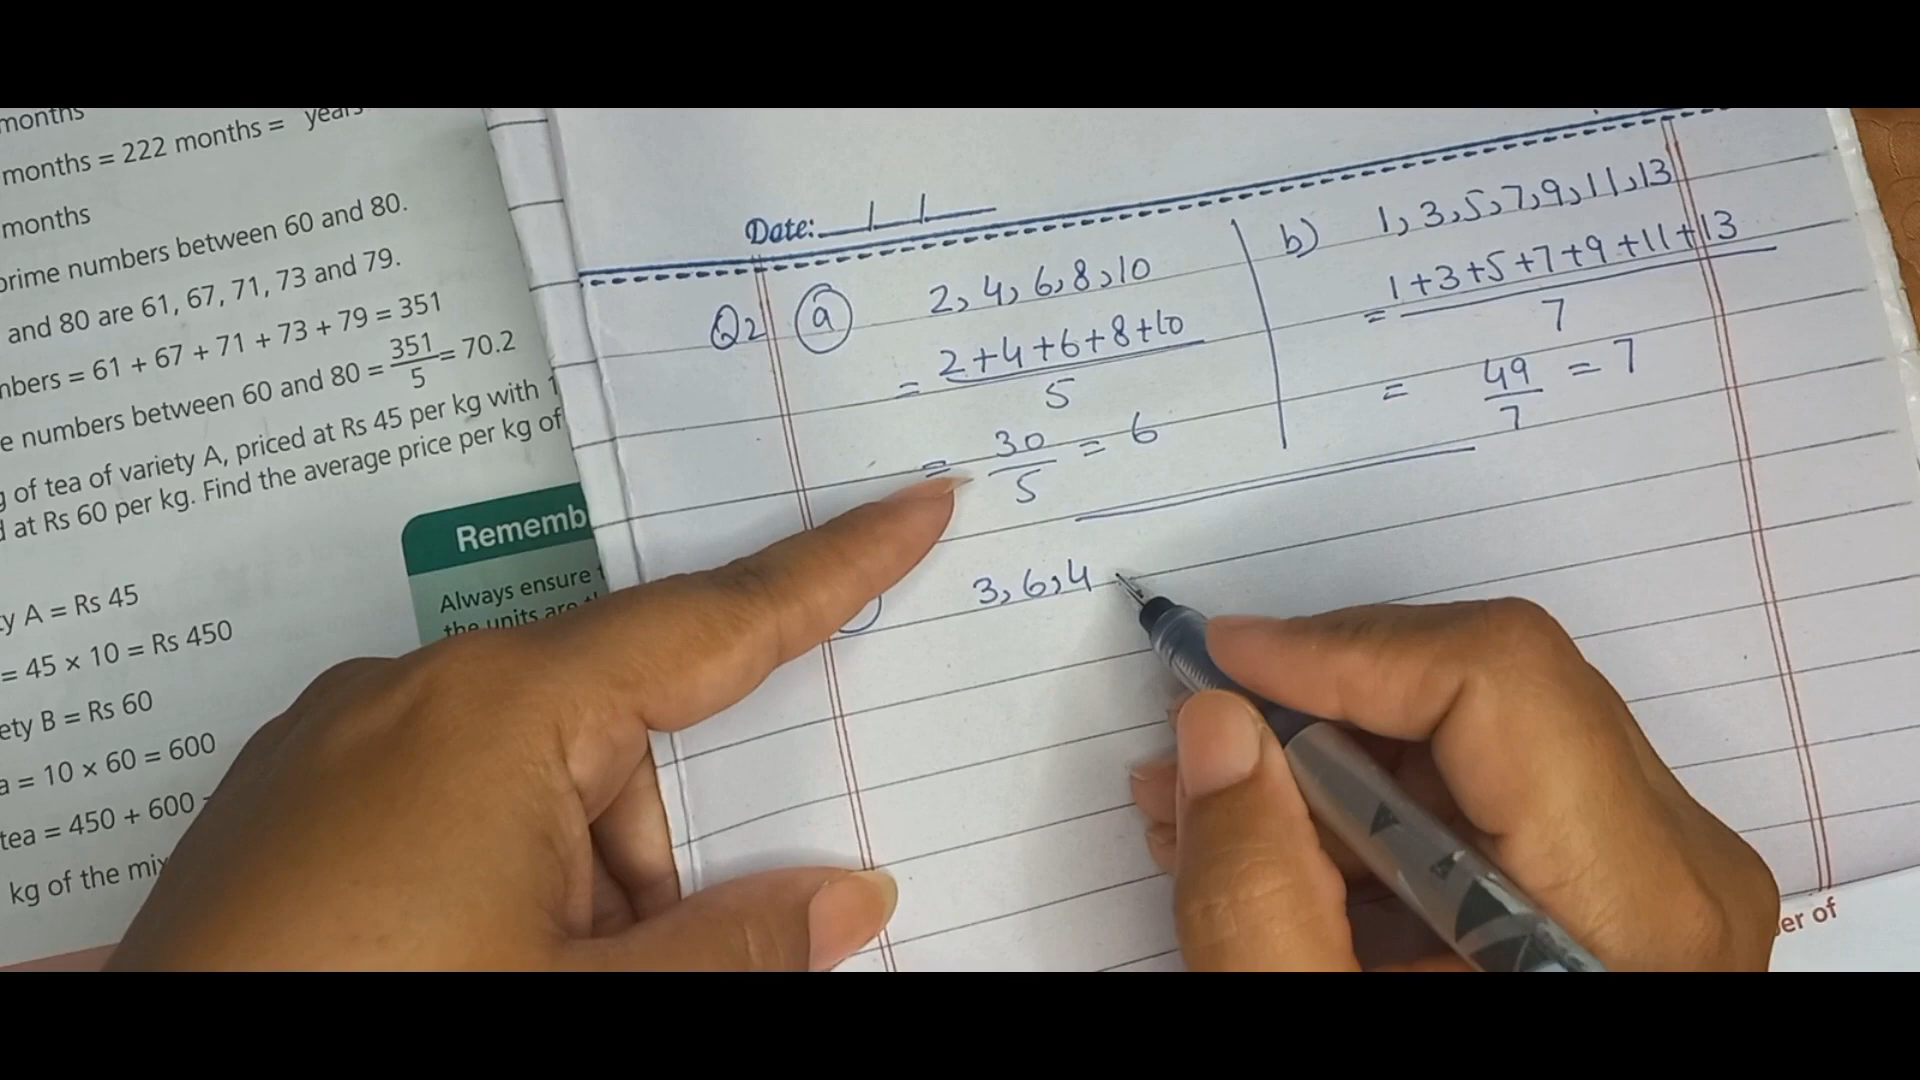 months
months = 222 months = years
months
prime numbers between 60 and 80.
and 80 are 61, 67, 71, 73 and 79.
= 61 + 67 + 71 + 73 + 79 = 351
numbers between 60 and 80 = 351/5 = 70.2
of tea of variety A, priced at Rs 45 per kg with 1
at Rs 60 per kg. Find the average price per kg of
Rememb
Always ensure
the units are
A = Rs 45
= 45 × 10 = Rs 450
B = Rs 60
= 10 × 60 = 600
tea = 450 + 600
kg of the
Date:
Q2 a 2, 4, 6, 8, 10
= 2+4+6+8+10
5
= 30/5 = 6
b) 1, 3, 5, 7, 9, 11, 13
= 1+3+5+7+9+11+13
7
= 49/7 = 7
3, 6, 4
of